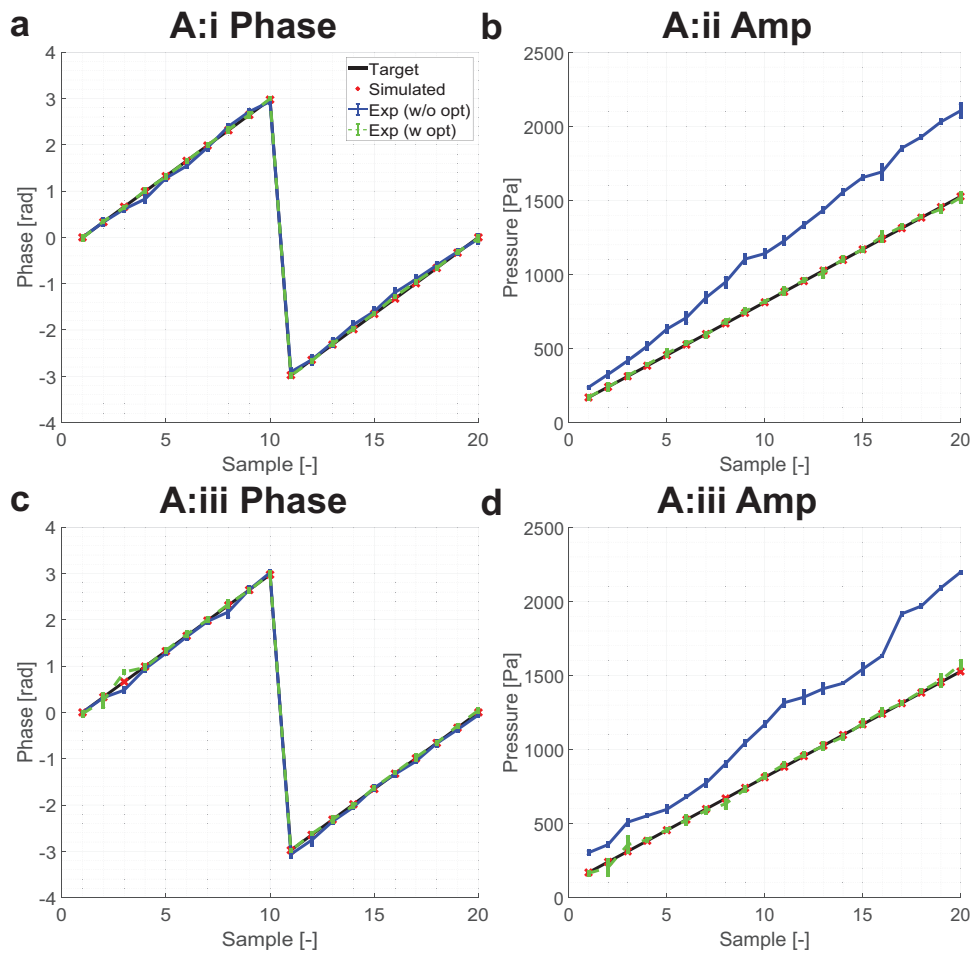 a
A:i Phase
4
3
2
1
0
-1
-2
-3
-4
Phase [rad]
0
5
10
15
20
Sample [-]
Target
Simulated
Exp (w/o opt)
Exp (w opt)
b
A:ii Amp
2500
2000
1500
1000
500
0
Pressure [Pa]
0
5
10
15
20
Sample [-]
c
A:iii Phase
4
3
2
1
0
-1
-2
-3
-4
Phase [rad]
0
5
10
15
20
Sample [-]
d
A:iii Amp
2500
2000
1500
1000
500
0
Pressure [Pa]
0
5
10
15
20
Sample [-]